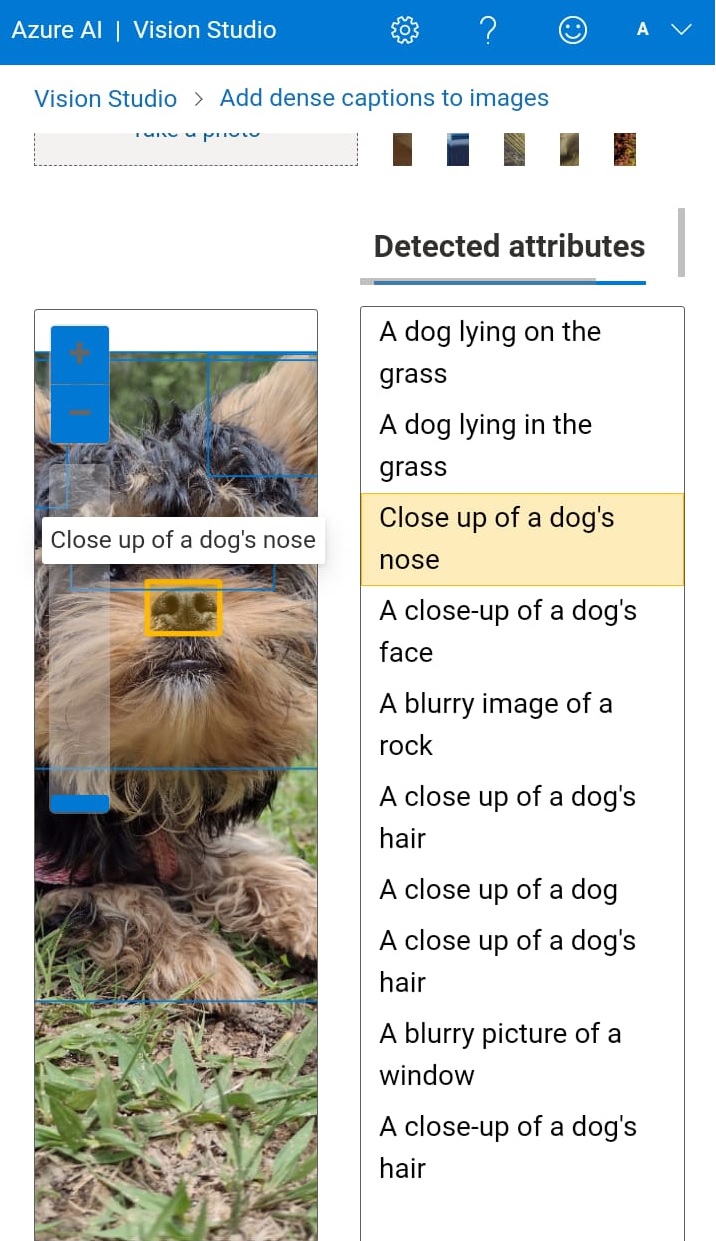 Azure AI | Vision Studio
A
Vision Studio > Add dense captions to images
Take a photo
Detected attributes
Close up of a dog's nose
A dog lying on the
grass
A dog lying in the
grass
Close up of a dog's
nose
A close-up of a dog's
face
A blurry image of a
rock
A close up of a dog's
hair
A close up of a dog
A close up of a dog's
hair
A blurry picture of a
window
A close-up of a dog's
hair